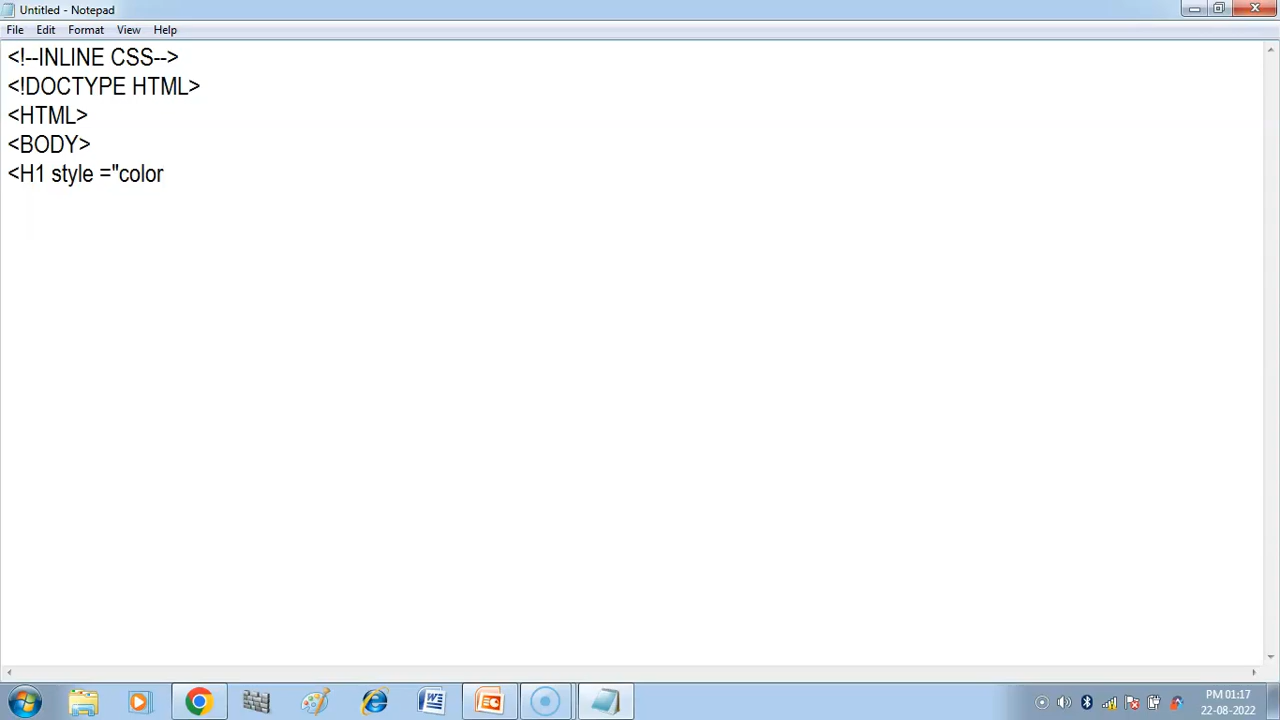 Untitled - Notepad
File Edit Format View Help
<!--INLINE CSS-->
<!DOCTYPE HTML>
<HTML>
<BODY>
<H1 style ="color
PM 01:17
22-08-2022